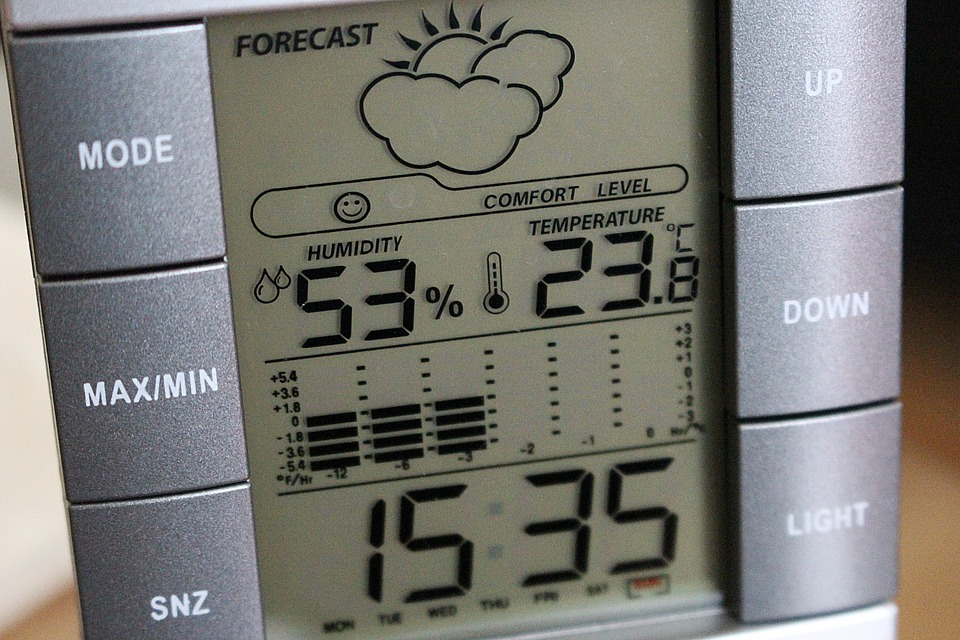 FORECAST
UP
MODE
COMFORT LEVEL
HUMIDITY
TEMPERATURE
53%
23.8 °C
DOWN
MAX/MIN
+5.4
+3.6
+1.8
0
-1.8
-3.6
-5.4
°F/Hr
+3
+2
+1
0
-1
-2
-3
Hr/°C
-12 -6 -3 -2 -1 0
15:35
LIGHT
SNZ
MON TUE WED THU FRI SAT SUN